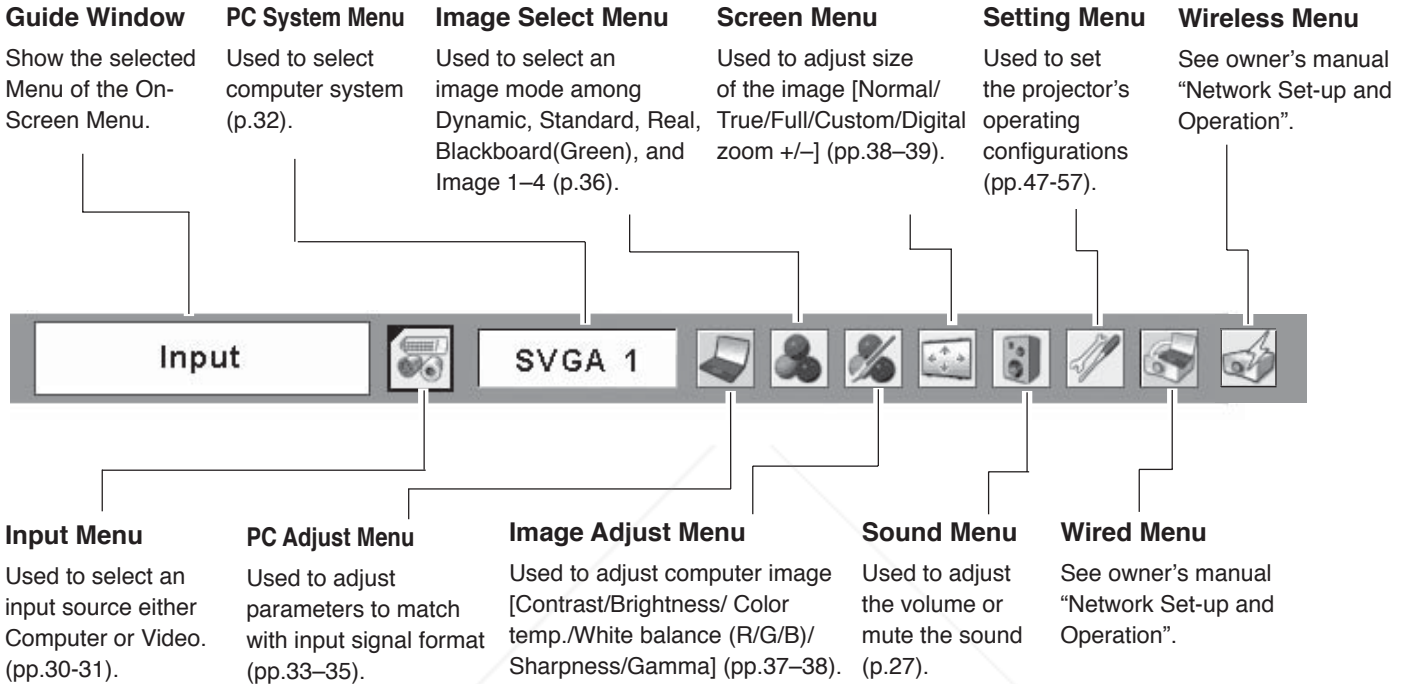 Guide Window
Show the selected
Menu of the On-
Screen Menu.
PC System Menu
Used to select
computer system
(p.32).
Image Select Menu
Used to select an
image mode among
Dynamic, Standard, Real,
Blackboard(Green), and
Image 1–4 (p.36).
Screen Menu
Used to adjust size
of the image [Normal/
True/Full/Custom/Digital
zoom +/–] (pp.38–39).
Setting Menu
Used to set
the projector’s
operating
configurations
(pp.47-57).
Wireless Menu
See owner’s manual
“Network Set-up and
Operation”.
Input
SVGA 1
Input Menu
Used to select an
input source either
Computer or Video.
(pp.30-31).
PC Adjust Menu
Used to adjust
parameters to match
with input signal format
(pp.33–35).
Image Adjust Menu
Used to adjust computer image
[Contrast/Brightness/ Color
temp./White balance (R/G/B)/
Sharpness/Gamma] (pp.37–38).
Sound Menu
Used to adjust
the volume or
mute the sound
(p.27).
Wired Menu
See owner’s manual
“Network Set-up and
Operation”.